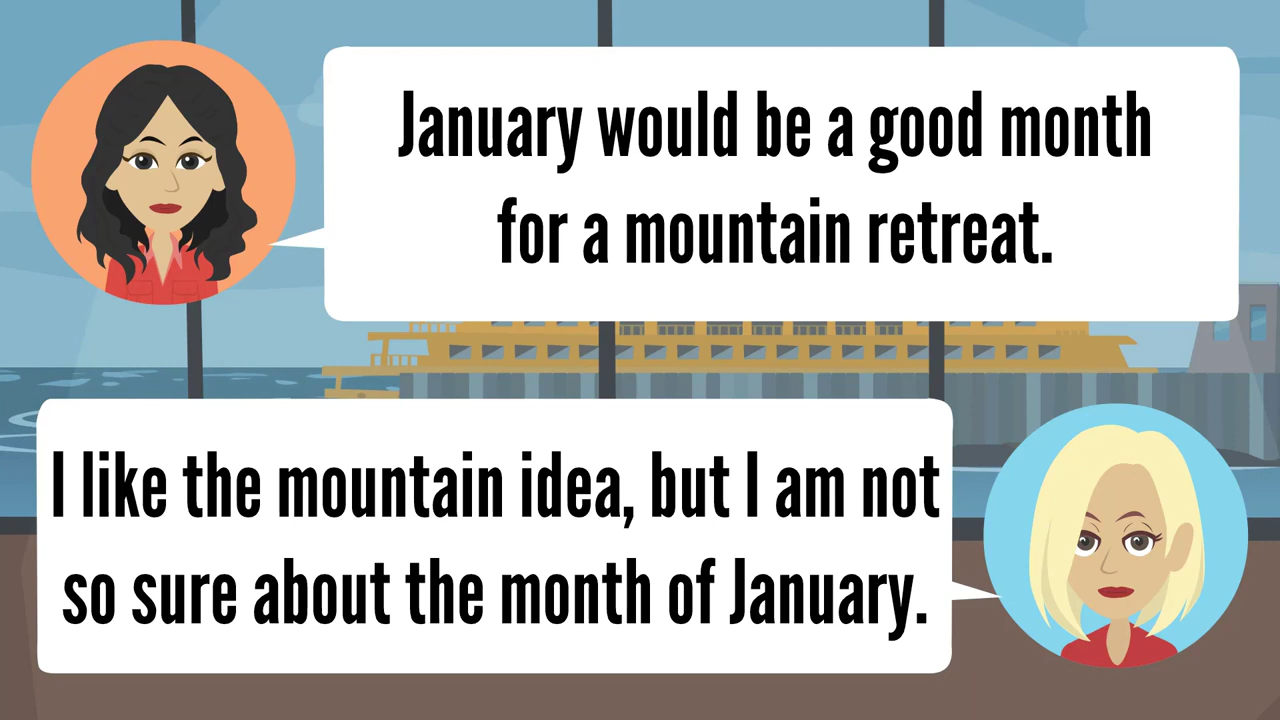 January would be a good month
for a mountain retreat.
I like the mountain idea, but I am not
so sure about the month of January.